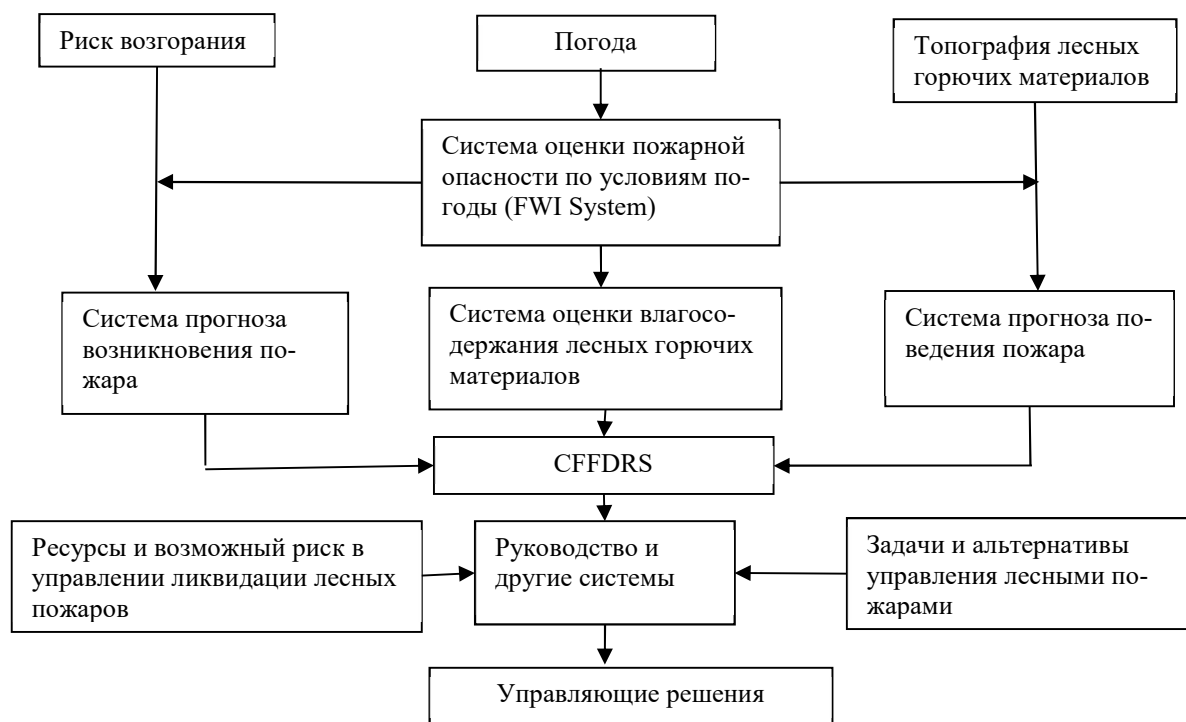 Риск возгорания
Погода
Топография лесных
горючих материалов
Система оценки пожарной
опасности по условиям по-
годы (FWI System)
Система прогноза
возникновения по-
жара
Система оценки влагосо-
держания лесных горючих
материалов
Система прогноза по-
ведения пожара
CFFDRS
Ресурсы и возможный риск в
управлении ликвидации лесных
пожаров
Руководство и
другие системы
Задачи и альтернативы
управления лесными по-
жарами
Управляющие решения